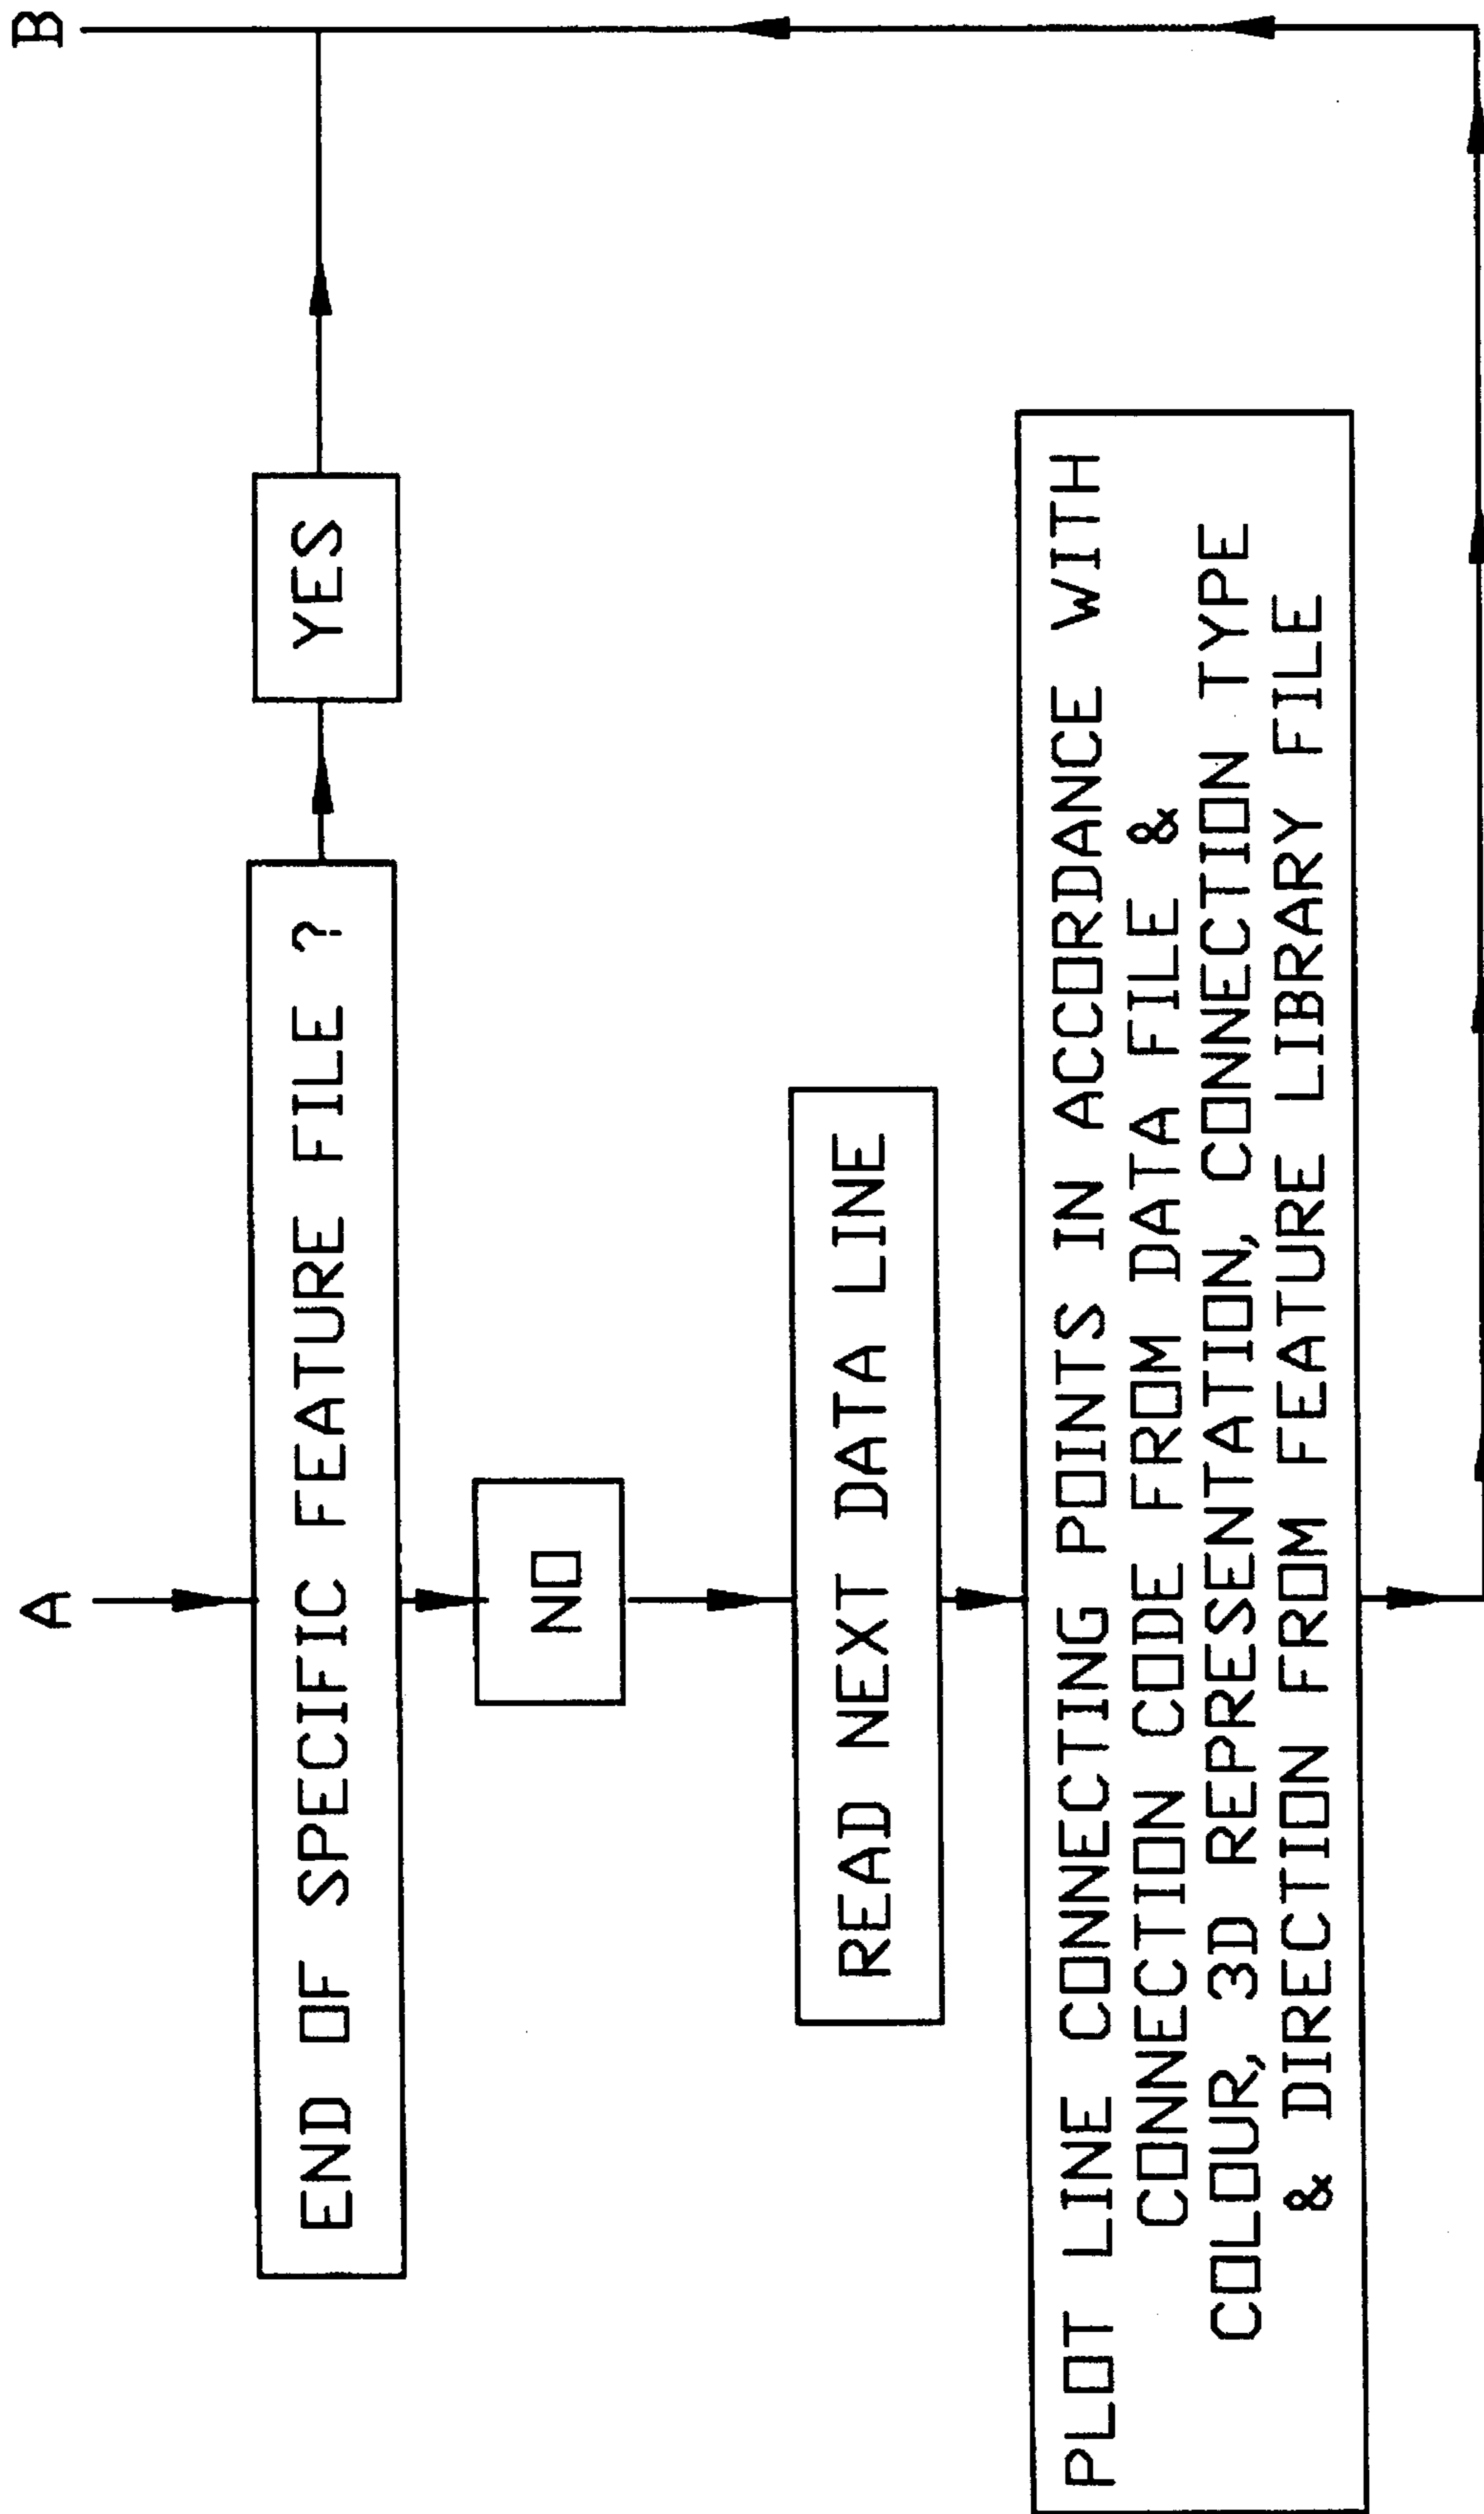 A
B
END OF SPECIFIC FEATURE FILE ?
YES
NO
READ NEXT DATA LINE
PLOT LINE CONNECTING POINTS IN ACCORDANCE WITH
CONNECTION CODE FROM DATA FILE &
COLOUR, 3D REPRESENTATION, CONNECTION TYPE
& DIRECTION FROM FEATURE LIBRARY FILE